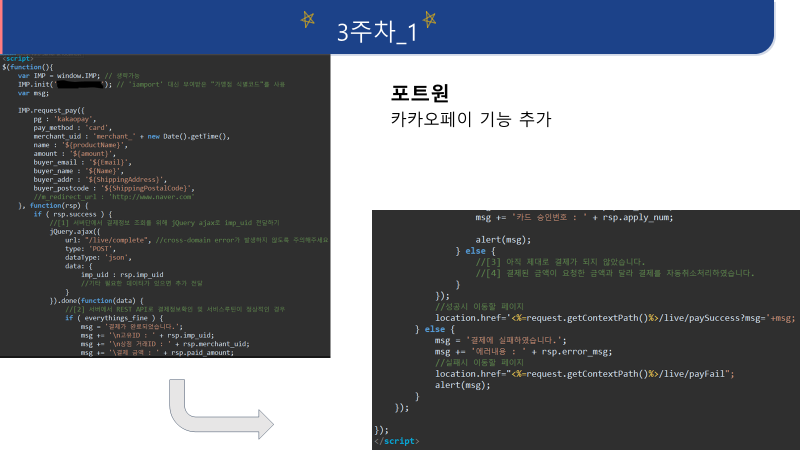 3주차_1
<script>
$(function(){
var IMP = window.IMP; // 생략가능
IMP.init(' '); // 'iamport' 대신 부여받은 "가맹점 식별코드"를 사용
var msg;
IMP.request_pay({
pg : 'kakaopay',
pay_method : 'card',
merchant_uid : 'merchant_' + new Date().getTime(),
name : '${productName}',
amount : '${amount}',
buyer_email : '${Email}',
buyer_name : '${Name}',
buyer_addr : '${ShippingAddress}',
buyer_postcode : '${ShippingPostalCode}',
//m_redirect_url : 'http://www.naver.com'
}, function(rsp) {
if ( rsp.success ) {
//[1] 서버단에서 결제정보 조회를 위해 jQuery ajax로 imp_uid 전달하기
jQuery.ajax({
url: "/live/complete", //cross-domain error가 발생하지 않도록 주의해주세요
type: 'POST',
dataType: 'json',
data: {
imp_uid : rsp.imp_uid
//기타 필요한 데이터가 있으면 추가 전달
}
}).done(function(data) {
//[2] 서버에서 REST API로 결제정보확인 및 서비스루틴이 정상적인 경우
if ( everythings_fine ) {
msg = '결제가 완료되었습니다.';
msg += '\n고유ID : ' + rsp.imp_uid;
msg += '\n상점 거래ID : ' + rsp.merchant_uid;
msg += '\결제 금액 : ' + rsp.paid_amount;
포트원
카카오페이 기능 추가
msg += '카드 승인번호 : ' + rsp.apply_num;
alert(msg);
} else {
//[3] 아직 제대로 결제가 되지 않았습니다.
//[4] 결제된 금액이 요청한 금액과 달라 결제를 자동취소처리하였습니다.
}
});
//성공시 이동할 페이지
location.href='<%=request.getContextPath()%>/live/paySuccess?msg='+msg;
} else {
msg = '결제에 실패하였습니다.';
msg += '에러내용 : ' + rsp.error_msg;
//실패시 이동할 페이지
location.href="<%=request.getContextPath()%>/live/payFail";
alert(msg);
}
});
});
</script>